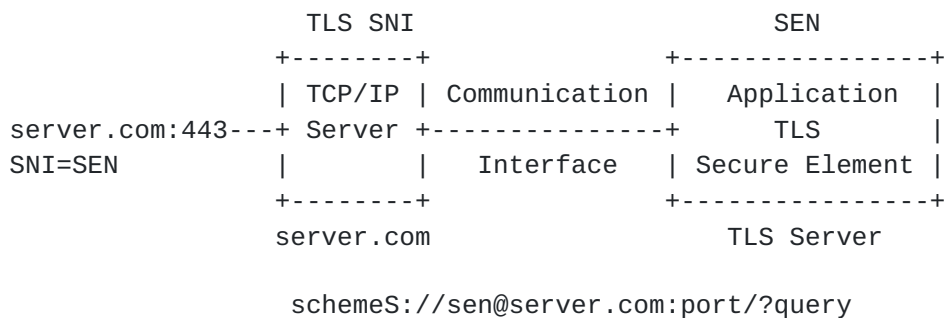 TLS SNI SEN
+--------+ +----------------+
| TCP/IP | Communication | Application |
server.com:443---+ Server +---------------+ TLS |
SNI=SEN | | Interface | Secure Element |
+--------+ +----------------+
server.com TLS Server
schemeS://sen@server.com:port/?query